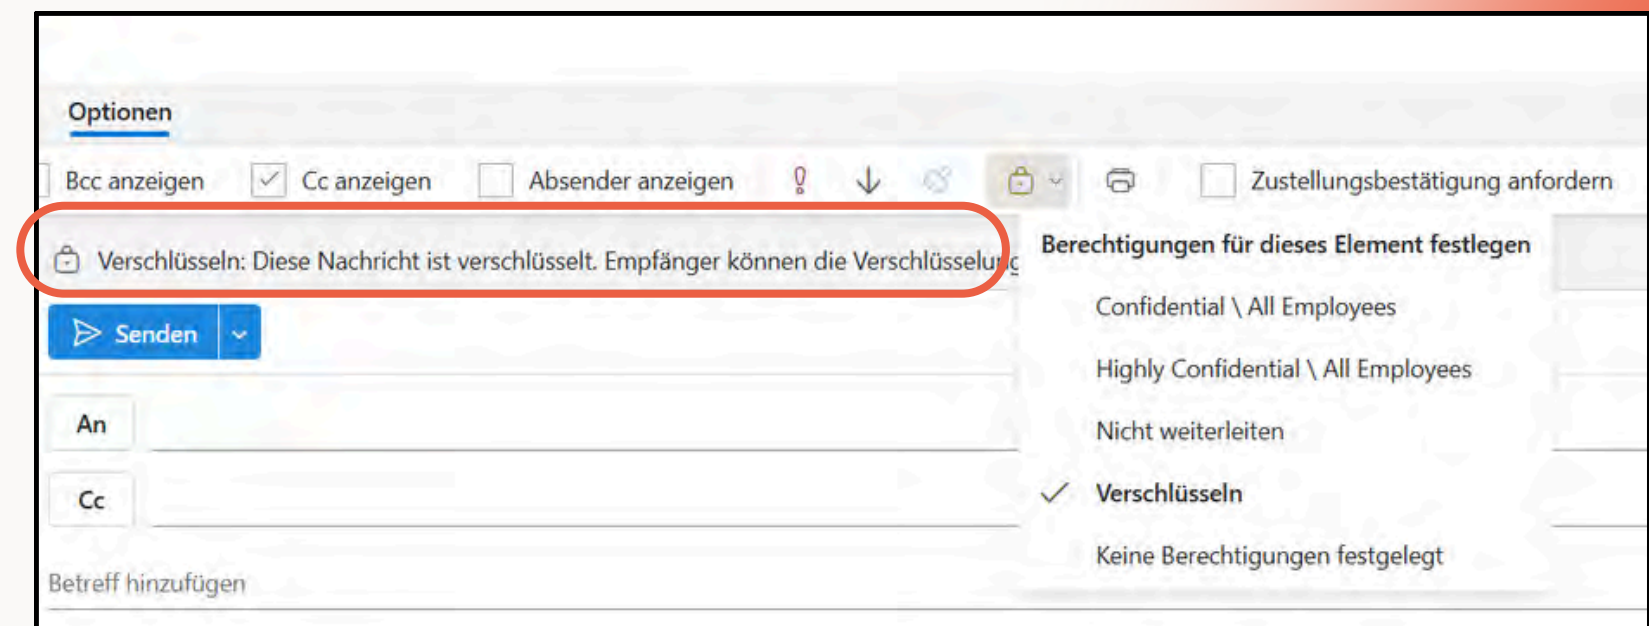 Optionen
Bcc anzeigen Cc anzeigen Absender anzeigen Zustellungsbestätigung anfordern
Verschlüsseln: Diese Nachricht ist verschlüsselt. Empfänger können die Verschlüsselung
Berechtigungen für dieses Element festlegen
Confidential \ All Employees
Highly Confidential \ All Employees
Nicht weiterleiten
Verschlüsseln
Keine Berechtigungen festgelegt
Senden
An
Cc
Betreff hinzufügen